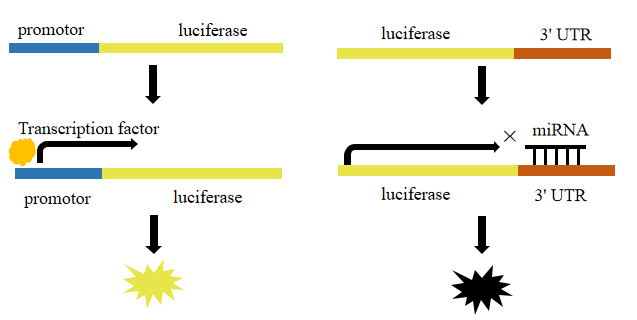 promotor luciferase
Transcription factor
promotor luciferase
luciferase 3' UTR
× miRNA
luciferase 3' UTR